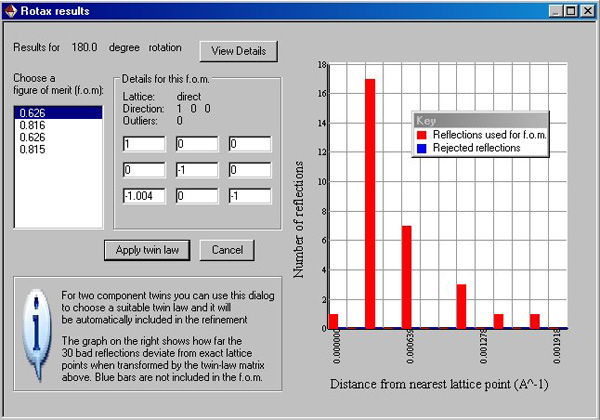 Rotax results
Results for 180.0 degree rotation
View Details
Choose a
figure of merit (f.o.m):
0.626
0.816
0.626
0.815
Details for this f.o.m.
Lattice: direct
Direction: 1 0 0
Outliers: 0
1 0 0
0 -1 0
-1.004 0 -1
Apply twin law
Cancel
For two component twins you can use this dialog
to choose a suitable twin law and it will
be automatically included in the refinement
The graph on the right shows how far the
30 bad reflections deviate from exact lattice
points when transformed by the twin-law matrix
above. Blue bars are not included in the f.o.m.
Number of reflections
18
16
14
12
10
8
6
4
2
0
Key
Reflections used for f.o.m.
Rejected reflections
0.000000
0.000639
0.001278
0.001918
Distance from nearest lattice point (A^-1)